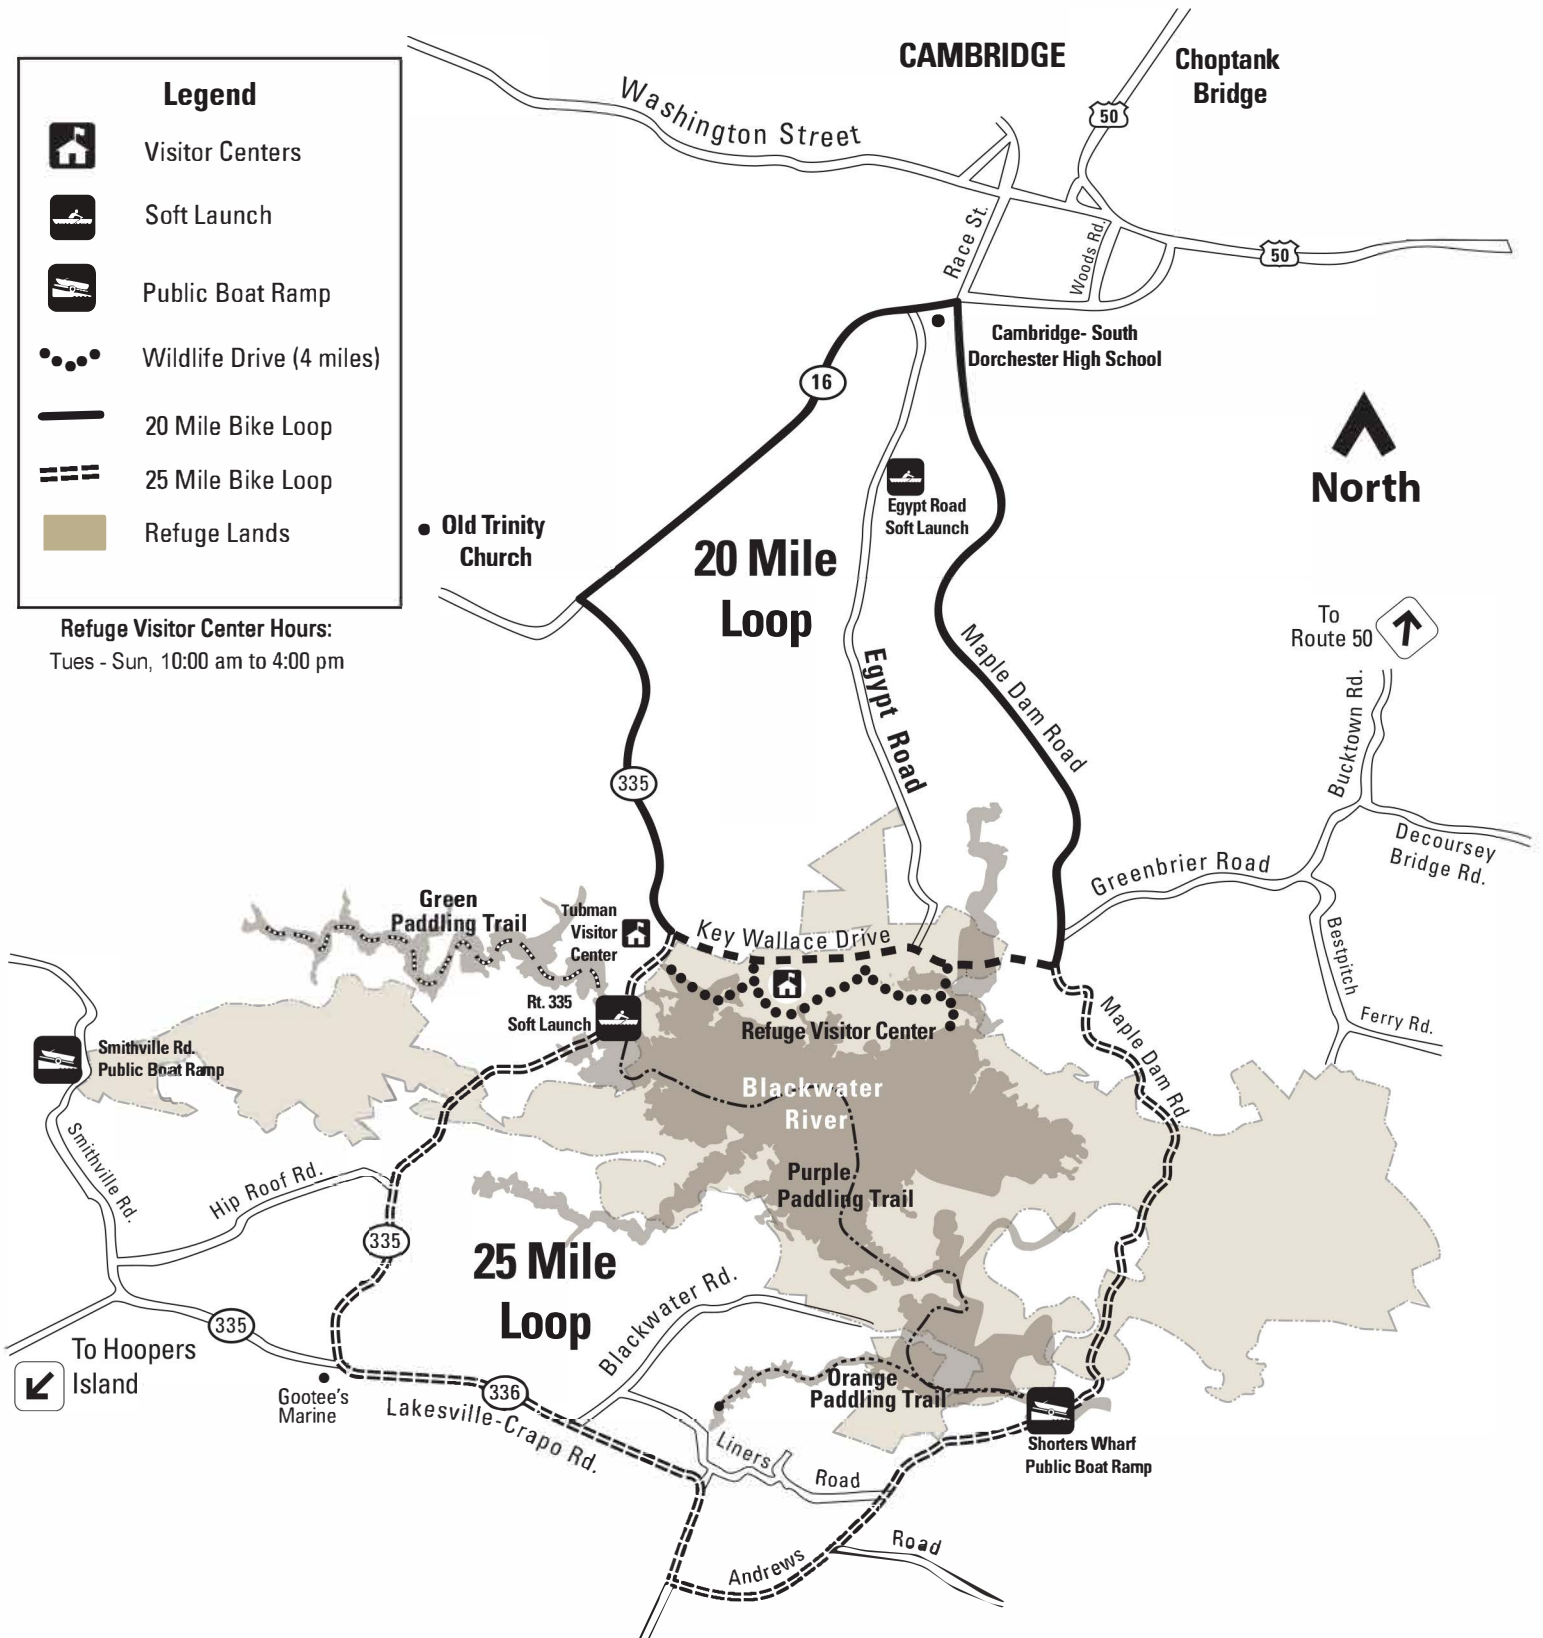 CAMBRIDGE
Choptank
Bridge
50
Washington Street
Legend
Visitor Centers
Soft Launch
Public Boat Ramp
Wildlife Drive (4 miles)
20 Mile Bike Loop
25 Mile Bike Loop
Refuge Lands
Refuge Visitor Center Hours:
Tues - Sun, 10:00 am to 4:00 pm
Race St.
Woods Rd.
50
Cambridge- South
Dorchester High School
16
North
Egypt Road
Soft Launch
Old Trinity
Church
20 Mile
Loop
To
Route 50
Maple Dam Road
Egypt Road
Bucktown Rd.
335
Decoursey
Bridge Rd.
Greenbrier Road
Green
Paddling Trail
Tubman
Visitor
Center
Key Wallace Drive
Bestpitch
Ferry Rd.
Rt. 335
Soft Launch
Refuge Visitor Center
Maple Dam Rd.
Smithville Rd.
Public Boat Ramp
Blackwater
River
Smithville Rd.
Hip Roof Rd.
Purple
Paddling Trail
335
25 Mile
Loop
Blackwater Rd.
335
To Hoopers
Island
Gootee's
Marine
336
Lakesville-Crapo Rd.
Orange
Paddling Trail
Liners
Road
Shorters Wharf
Public Boat Ramp
Andrews
Road